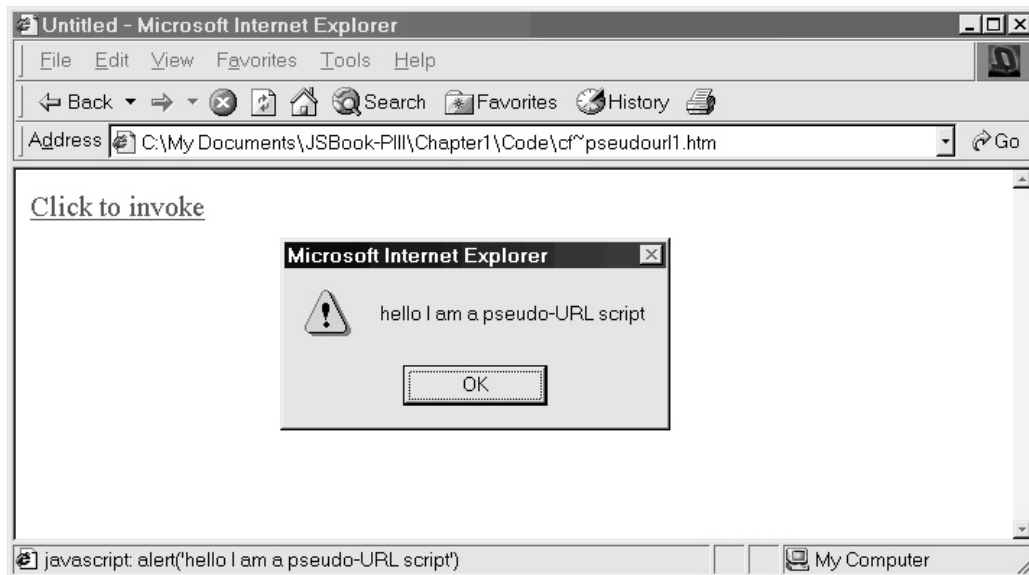 Untitled - Microsoft Internet Explorer
File Edit View Favorites Tools Help
Back Search Favorites History
Address C:\My Documents\JSBook-PIII\Chapter1\Code\cf~pseudourl1.htm Go
Click to invoke
Microsoft Internet Explorer
hello I am a pseudo-URL script
OK
javascript: alert('hello I am a pseudo-URL script') My Computer